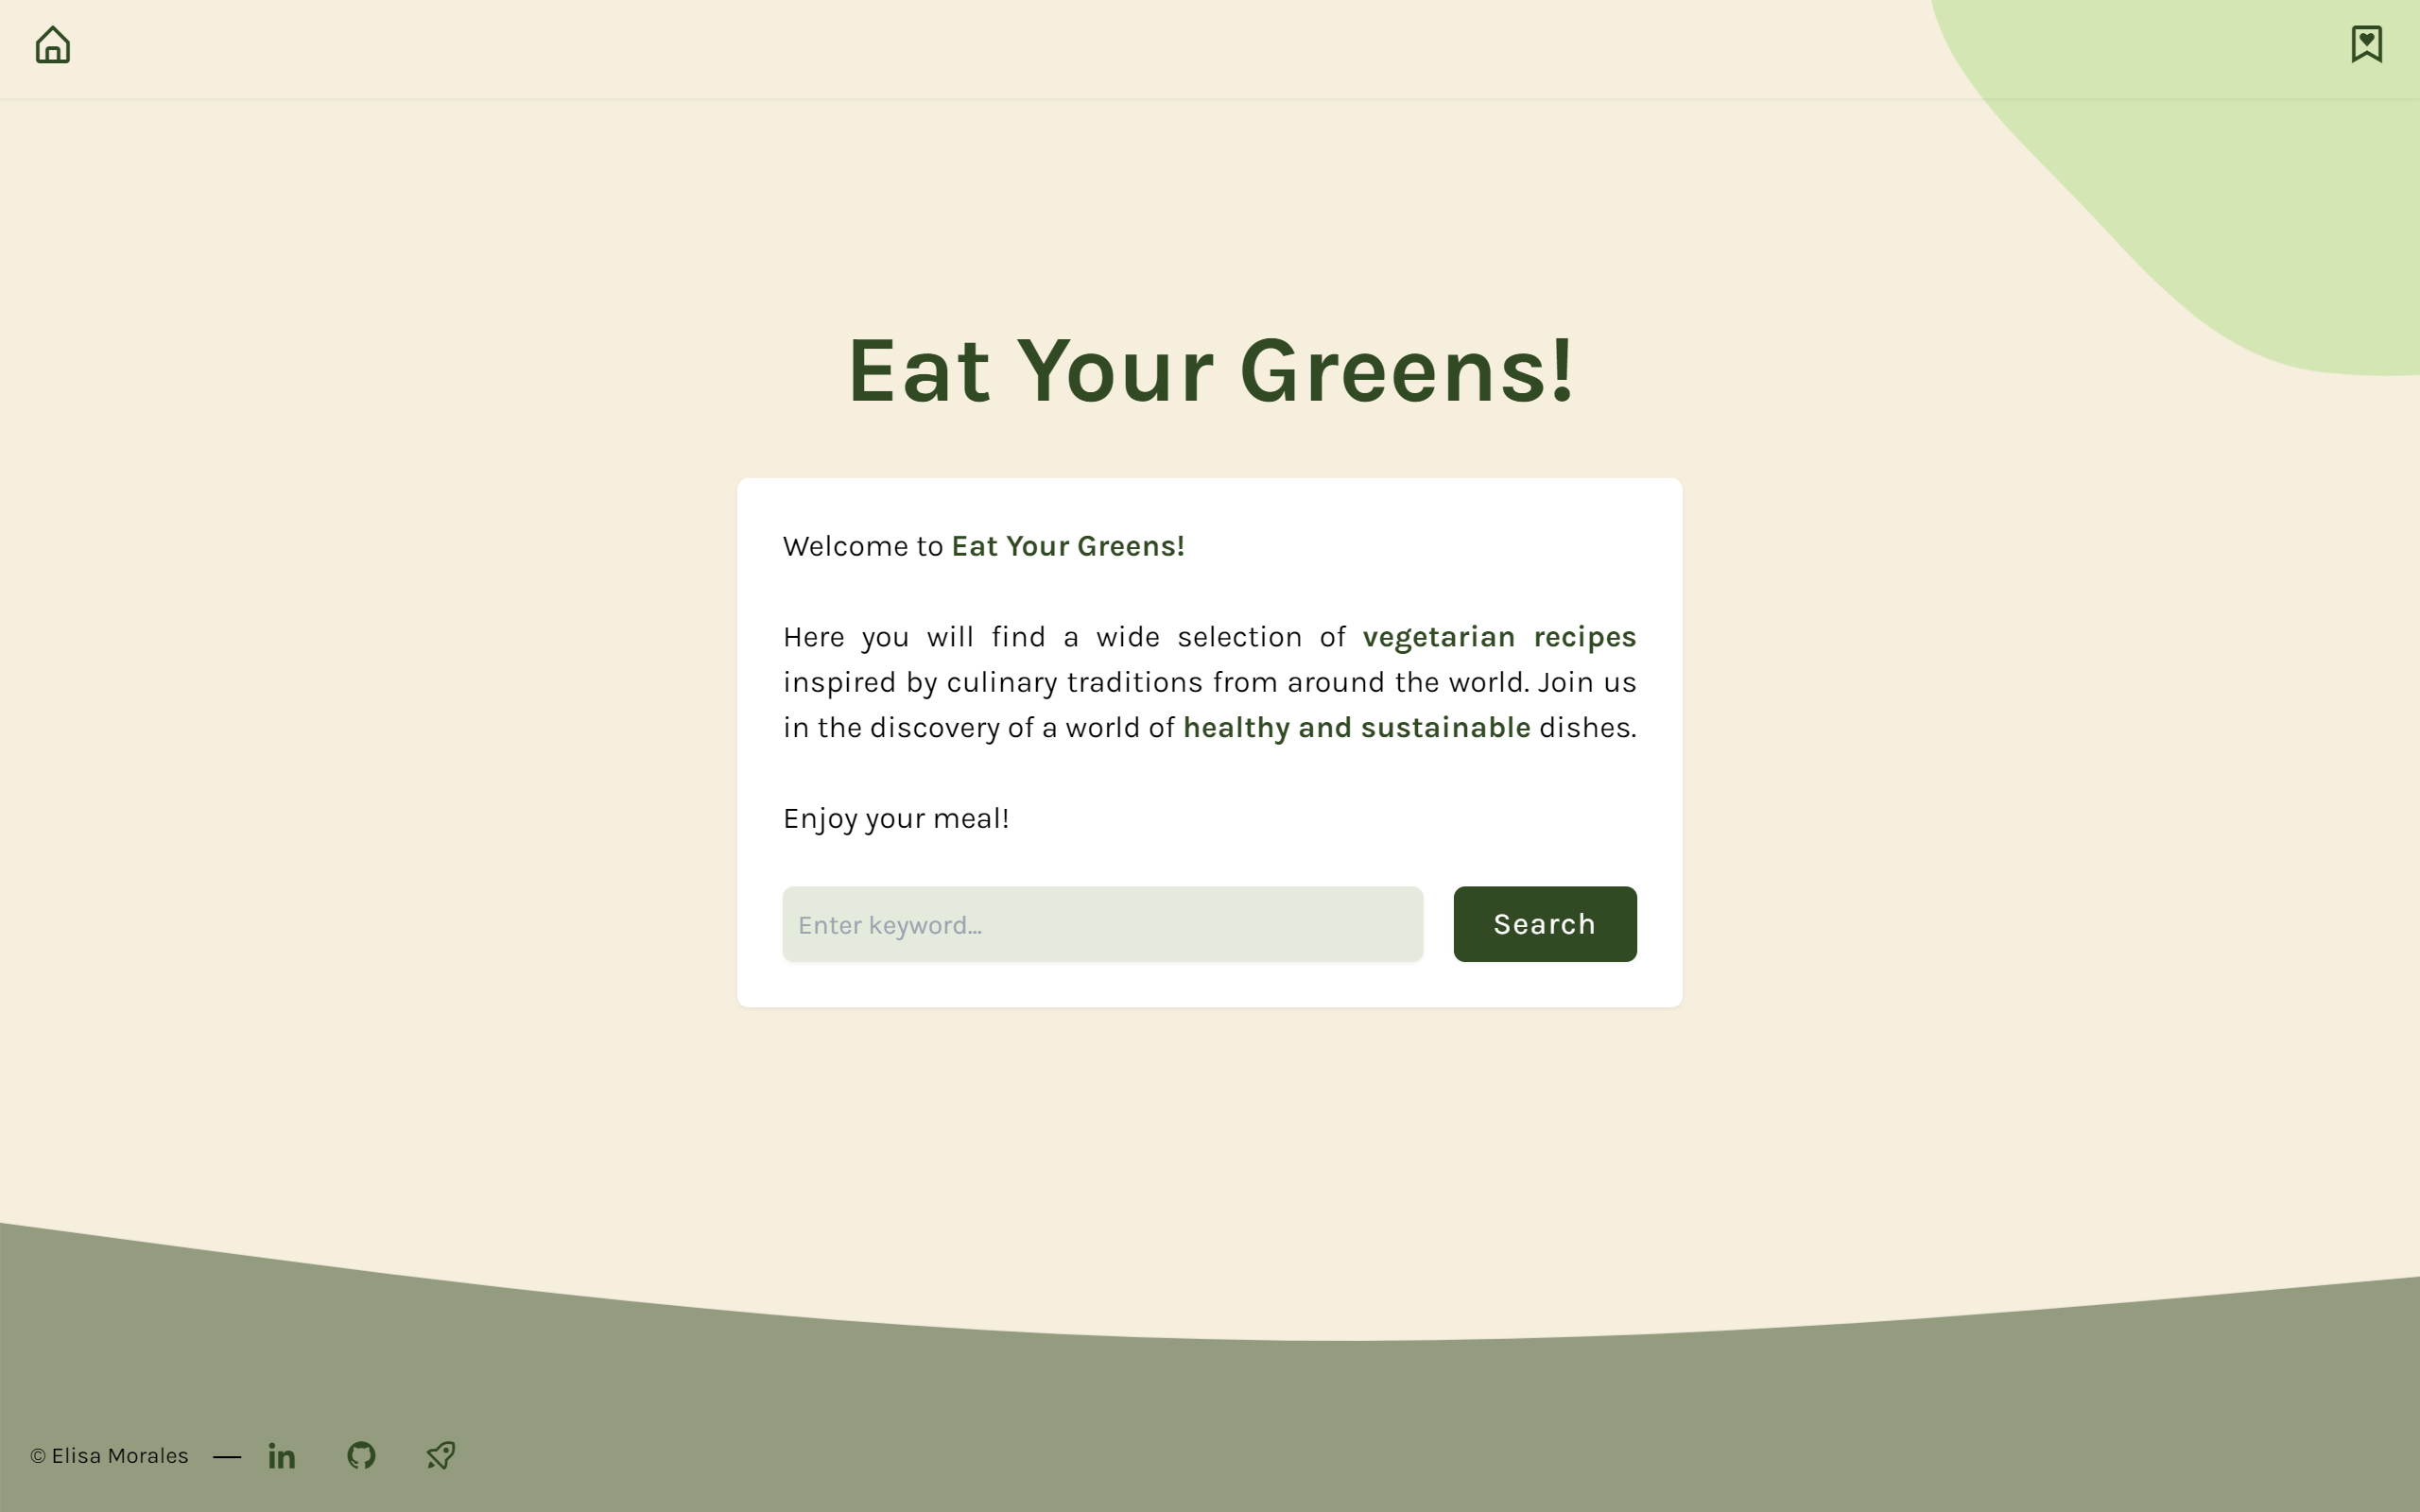 Eat Your Greens!
Welcome to Eat Your Greens!
Here you will find a wide selection of vegetarian recipes
inspired by culinary traditions from around the world. Join us
in the discovery of a world of healthy and sustainable dishes.
Enjoy your meal!
Enter keyword...
Search
© Elisa Morales —
in